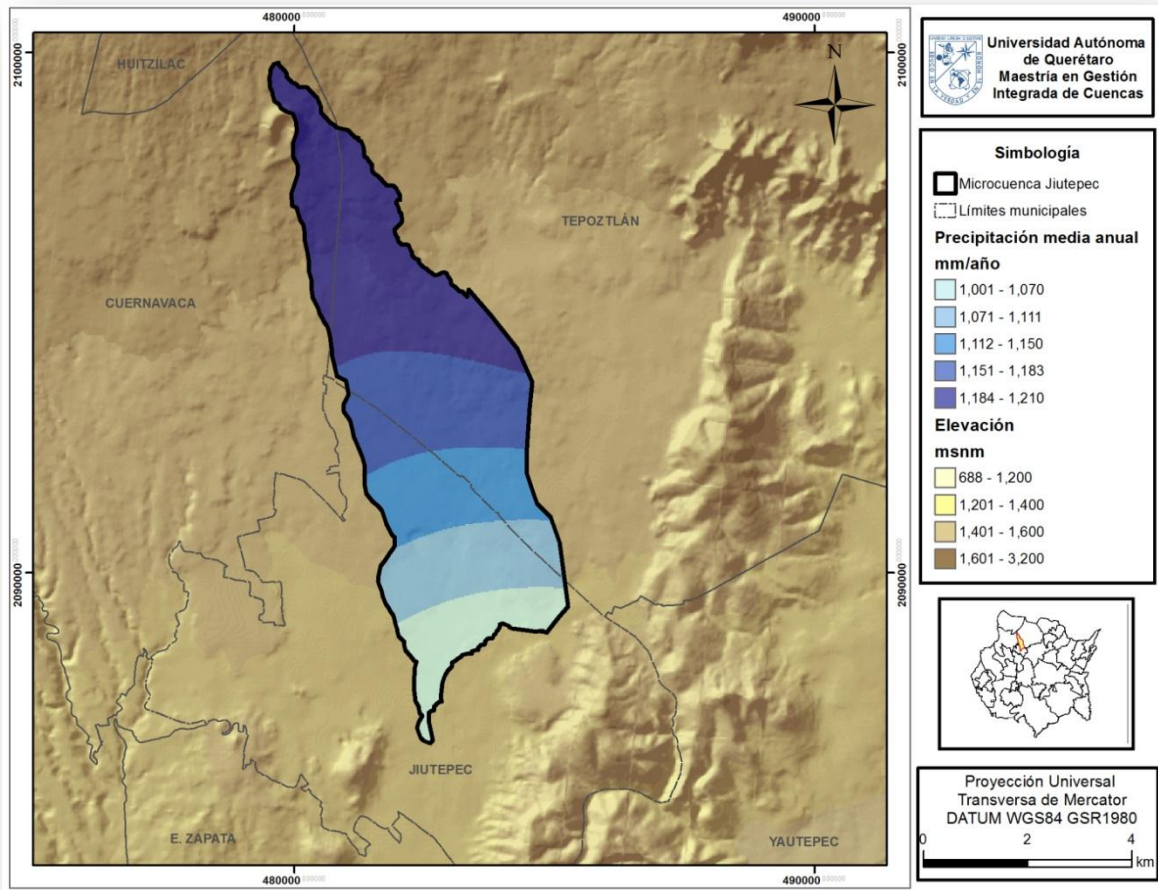 480000
490000
2100000
2100000
HUITZILAC
N
TEPOZTLÁN
CUERNAVACA
2090000
2090000
JIUTEPEC
E. ZAPATA
YAUTEPEC
480000
490000
Universidad Autónoma
de Querétaro
Maestría en Gestión
Integrada de Cuencas
Simbología
Microcuenca Jiutepec
Límites municipales
Precipitación media anual
mm/año
1,001 - 1,070
1,071 - 1,111
1,112 - 1,150
1,151 - 1,183
1,184 - 1,210
Elevación
msnm
688 - 1,200
1,201 - 1,400
1,401 - 1,600
1,601 - 3,200
Proyección Universal
Transversa de Mercator
DATUM WGS84 GSR1980
0 2 4
km